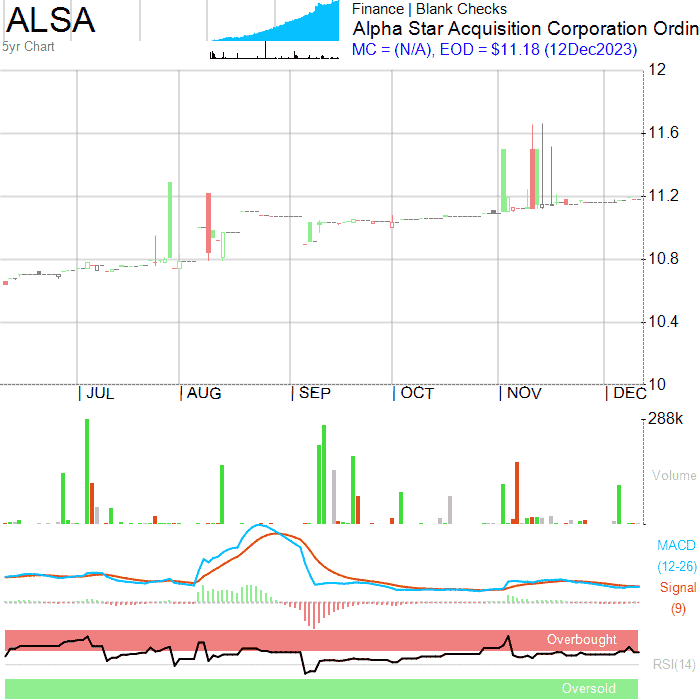 ALSA
5yr Chart
Finance | Blank Checks
Alpha Star Acquisition Corporation Ordin
MC = (N/A), EOD = $11.18 (12Dec2023)
12
11.6
11.2
10.8
10.4
10
| JUL | AUG | SEP | OCT | NOV | DEC
288k
Volume
MACD
(12-26)
Signal
(9)
Overbought
RSI(14)
Oversold